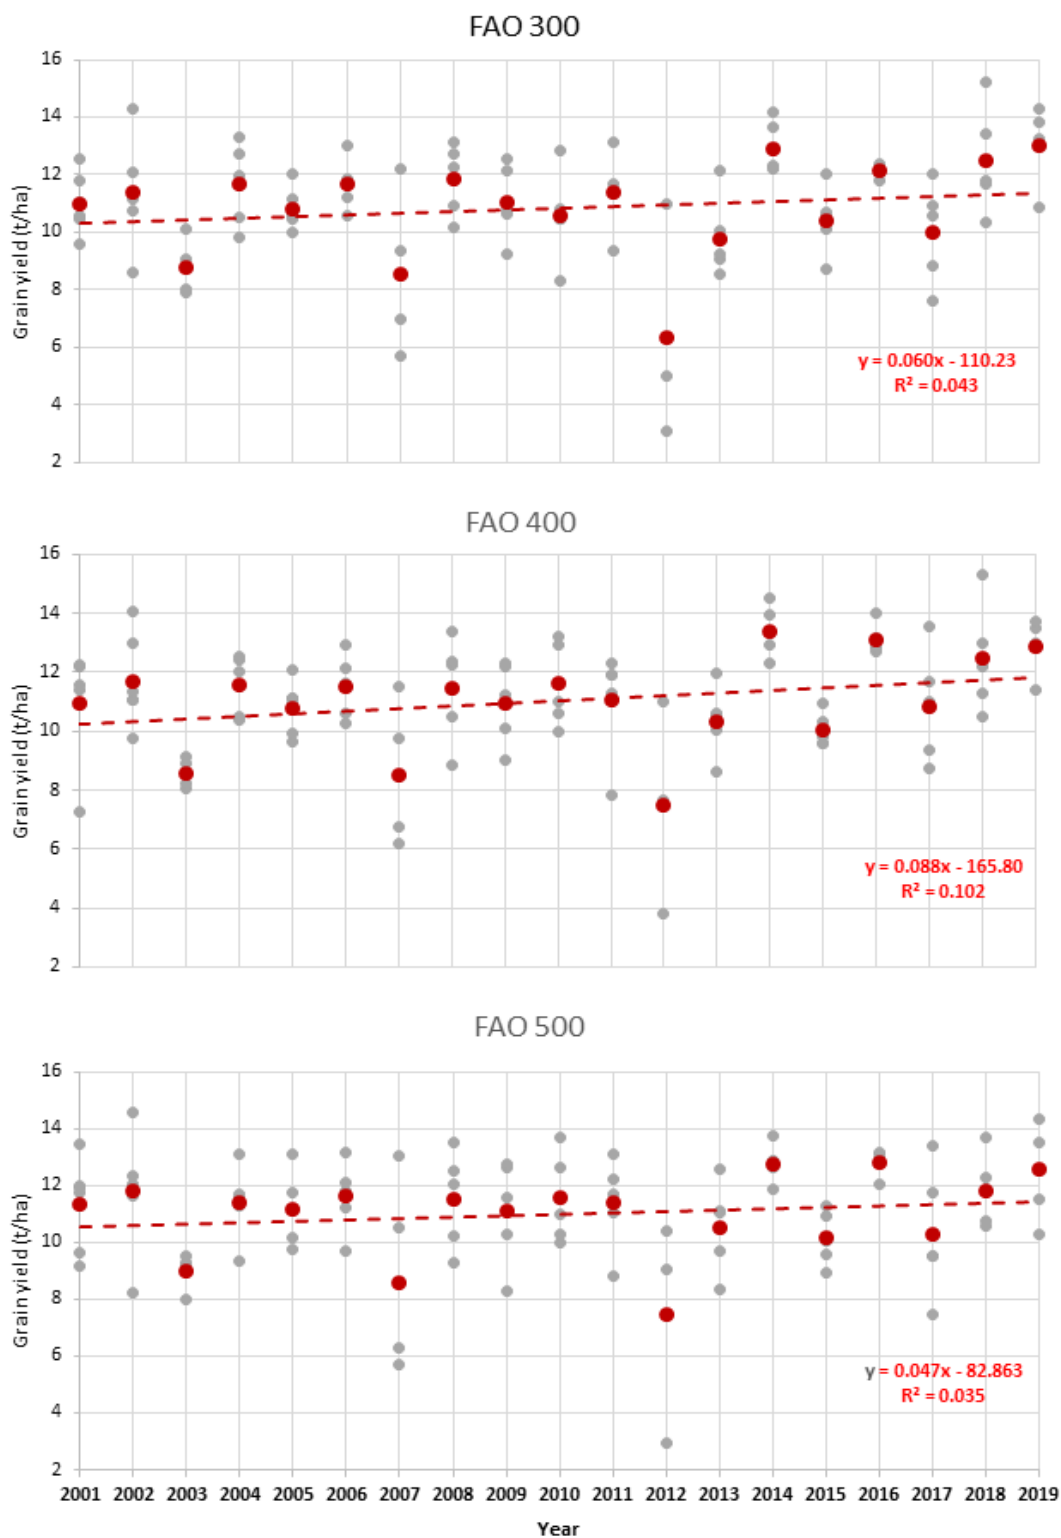 FAO 300
Grain yield (t/ha)
16
14
12
10
8
6
4
2
y = 0.060x - 110.23
R² = 0.043
FAO 400
Grain yield (t/ha)
16
14
12
10
8
6
4
2
y = 0.088x - 165.80
R² = 0.102
FAO 500
Grain yield (t/ha)
16
14
12
10
8
6
4
2
y = 0.047x - 82.863
R² = 0.035
2001 2002 2003 2004 2005 2006 2007 2008 2009 2010 2011 2012 2013 2014 2015 2016 2017 2018 2019
Year